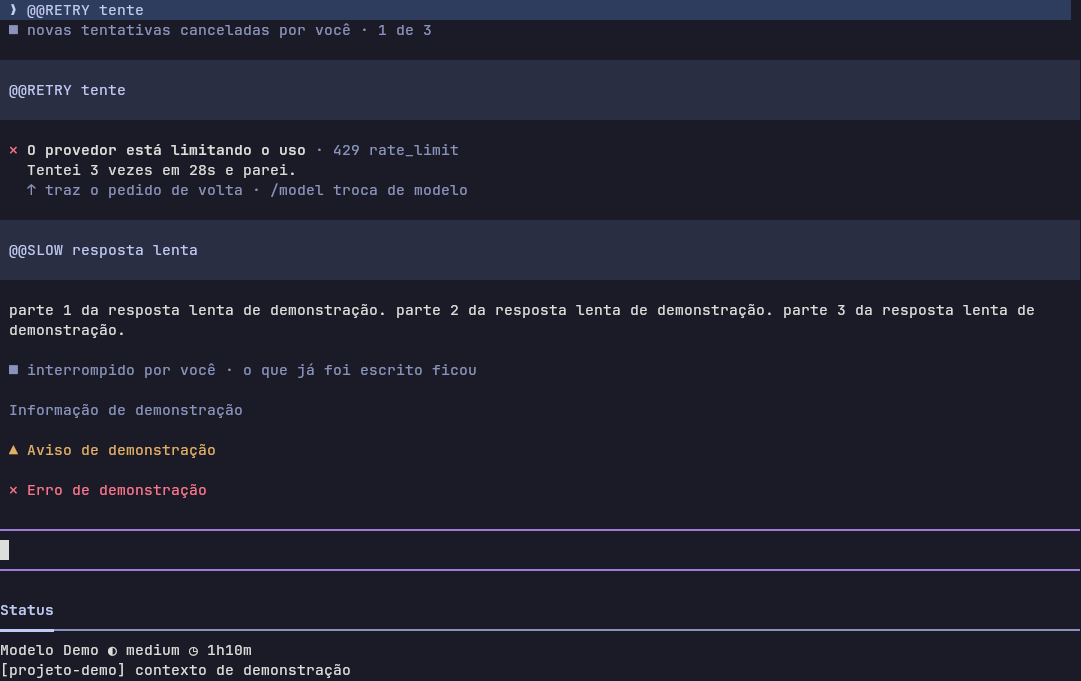 ❯ @@RETRY tente
■ novas tentativas canceladas por você · 1 de 3
@@RETRY tente
× O provedor está limitando o uso · 429 rate_limit
Tentei 3 vezes em 28s e parei.
↑ traz o pedido de volta · /model troca de modelo
@@SLOW resposta lenta
parte 1 da resposta lenta de demonstração. parte 2 da resposta lenta de demonstração. parte 3 da resposta lenta de
demonstração.
■ interrompido por você · o que já foi escrito ficou
Informação de demonstração
▲ Aviso de demonstração
× Erro de demonstração
Status
Modelo Demo ◐ medium ◷ 1h10m
[projeto-demo] contexto de demonstração